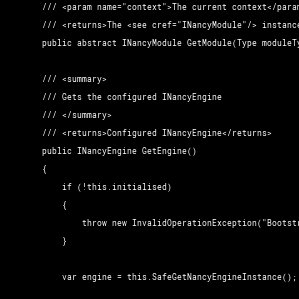 /// <param name="context">The current context</para
/// <returns>The <see cref="INancyModule"/> instanc
public abstract INancyModule GetModule(Type moduleTy
/// <summary>
/// Gets the configured INancyEngine
/// </summary>
/// <returns>Configured INancyEngine</returns>
public INancyEngine GetEngine()
{
if (!this.initialised)
{
throw new InvalidOperationException("Bootst
}
var engine = this.SafeGetNancyEngineInstance();